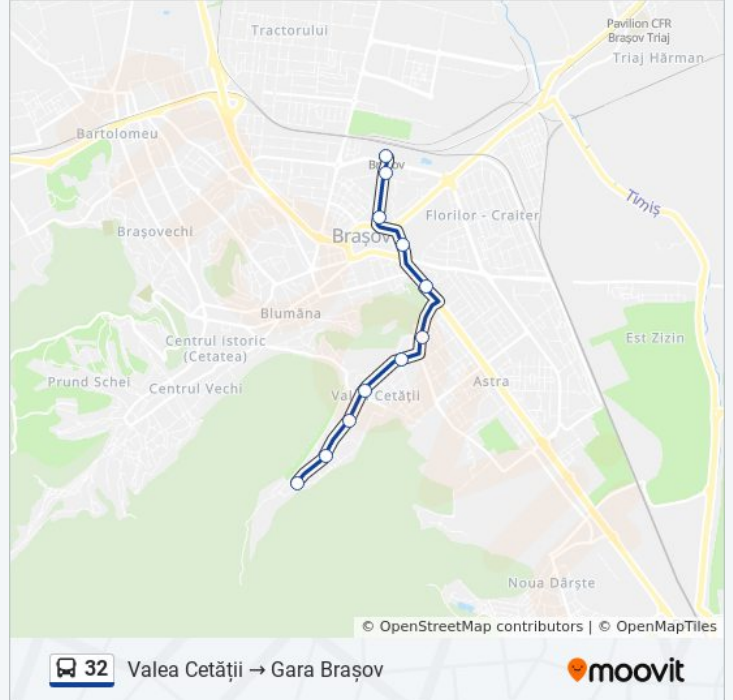 Tractorului
Pavilion CFR
Brașov Triaj
Triaj Hărman
Bartolomeu
Brașov
Timiș
Florilor - Craiter
Brașovechi
Brașov
Blumăna
Est Zizin
Centrul istoric
(Cetatea)
Prund Schei
Centrul Vechi
Astra
Valea Cetății
Noua Dârște
© OpenStreetMap contributors | © OpenMapTiles
32 Valea Cetății → Gara Brașov
moovit